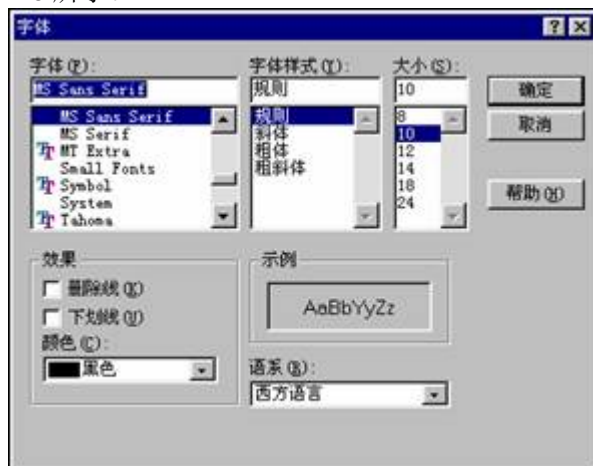 字体
字体(F):
字体样式(Y):
大小(S):
MS Sans Serif
规则
10
确定
取消
帮助(H)
MS Sans Serif
MS Serif
MT Extra
Small Fonts
Symbol
System
Tahoma
规则
斜体
粗体
粗斜体
8
10
12
14
18
24
效果
删除线(K)
下划线(U)
颜色(C):
黑色
示例
AaBbYyZz
语系(R):
西方语言